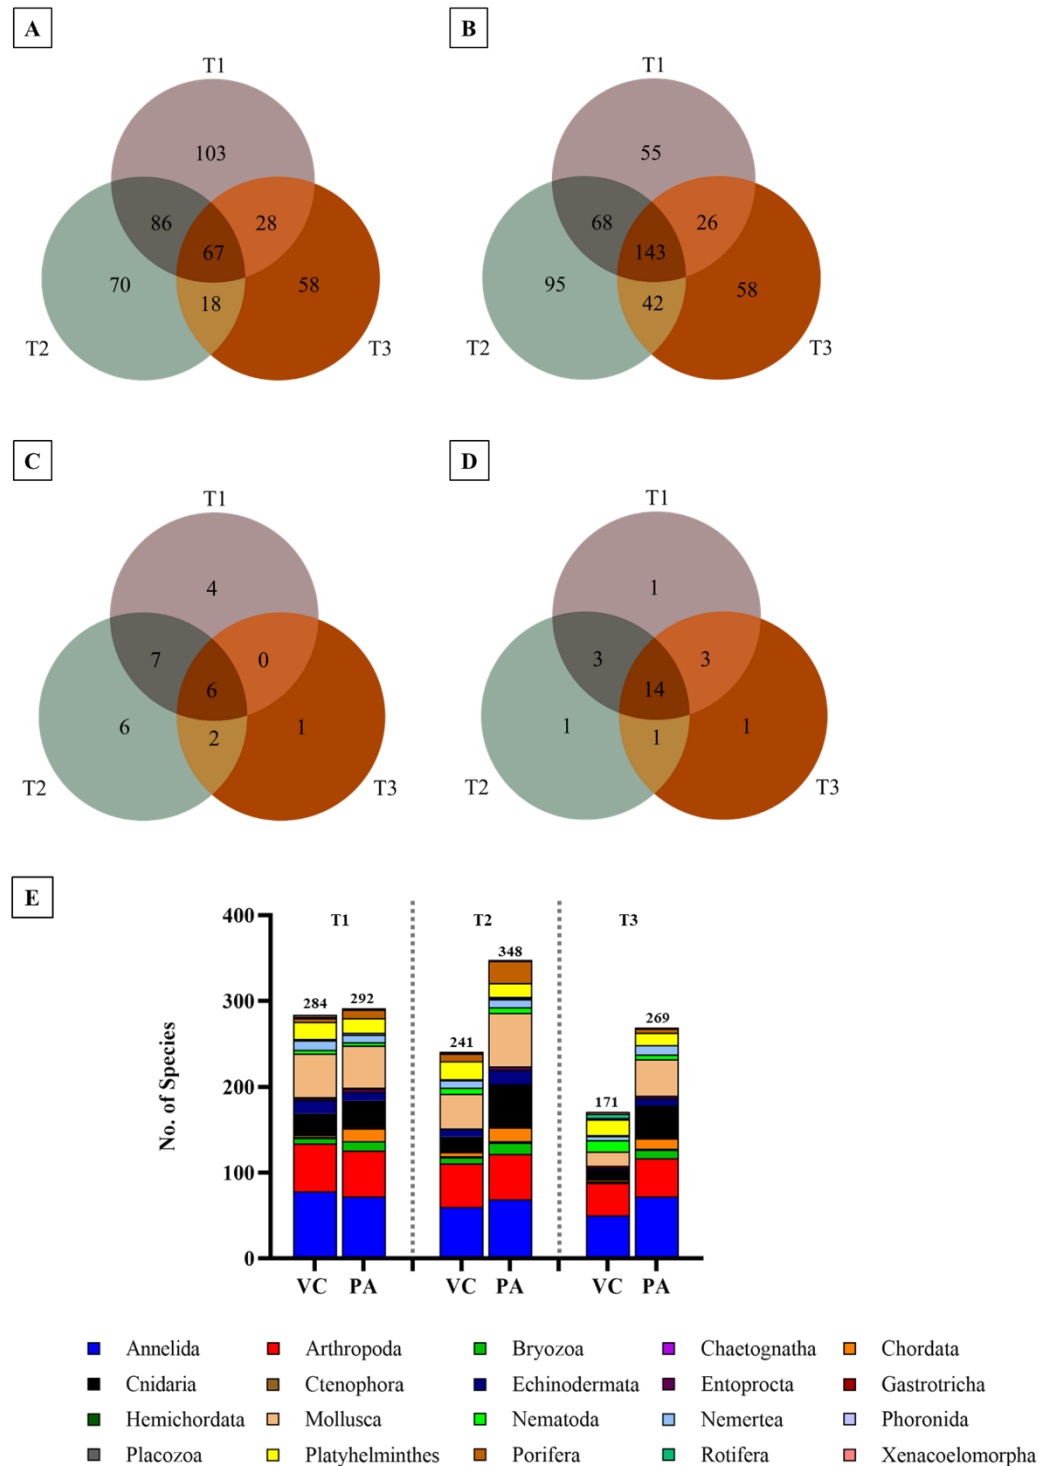 A
B
T1
T1
103
55
86
28
68
26
67
143
70
18
58
95
42
58
T2
T3
T2
T3
C
D
T1
T1
4
1
7
0
3
3
6
14
6
2
1
1
1
1
T2
T3
T2
T3
E
No. of Species
400
300
200
100
0
T1
T2
T3
284
292
241
348
171
269
VC
PA
VC
PA
VC
PA
Annelida
Arthropoda
Bryozoa
Chaetognatha
Chordata
Cnidaria
Ctenophora
Echinodermata
Entoprocta
Gastrotricha
Hemichordata
Mollusca
Nematoda
Nemertea
Phoronida
Placozoa
Platyhelminthes
Porifera
Rotifera
Xenacoelomorpha